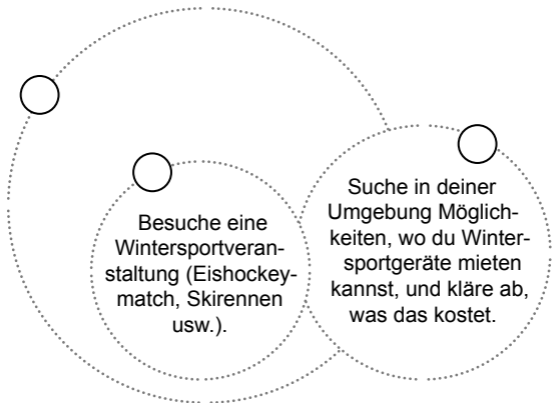 Besuche eine
Wintersportveran-
staltung (Eishockey-
match, Skirennen
usw.).
Suche in deiner
Umgebung Möglich-
keiten, wo du Winter-
sportgeräte mieten
kannst, und kläre ab,
was das kostet.